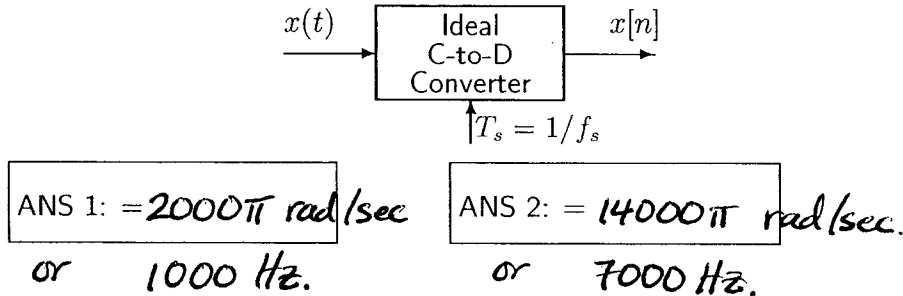 x(t) Ideal x[n]
C-to-D
Converter
T_s = 1/f_s
ANS 1: = 2000π rad/sec ANS 2: = 14000π rad/sec.
or 1000 Hz. or 7000 Hz.